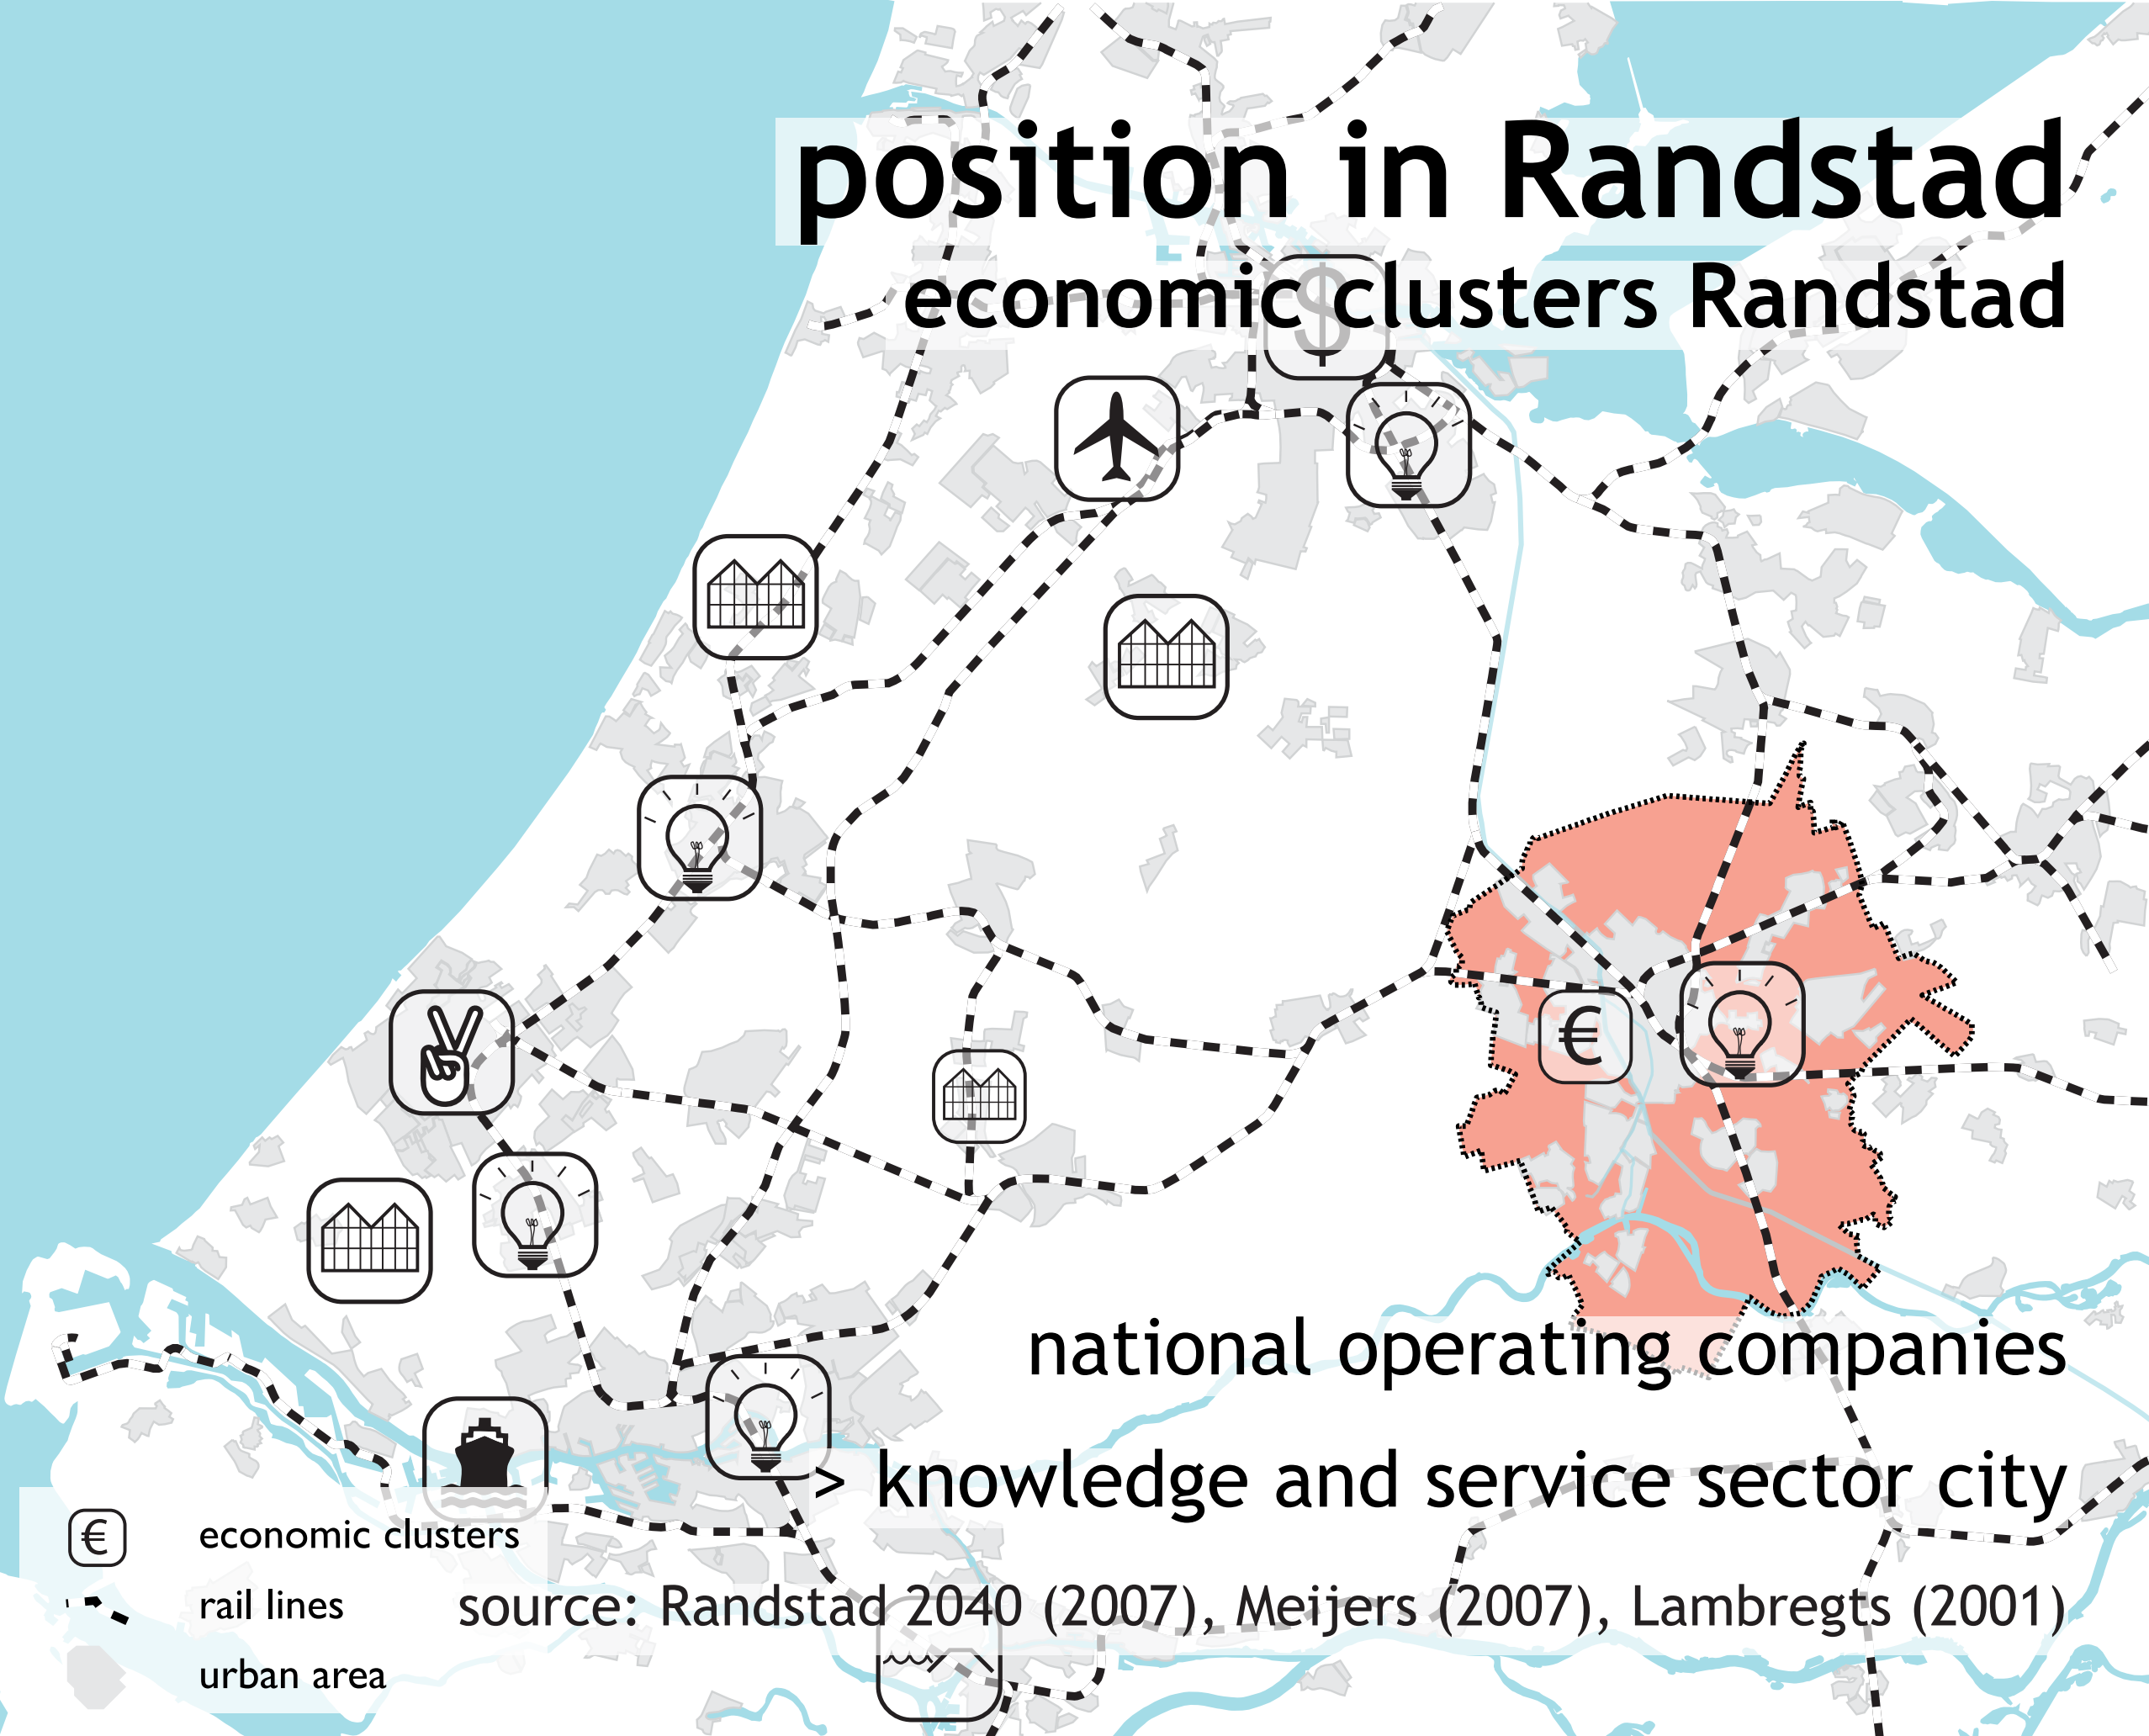 position in Randstad
economic clusters Randstad
$
€
national operating companies
> knowledge and service sector city
€ economic clusters
rail lines
urban area
source: Randstad 2040 (2007), Meijers (2007), Lambregts (2001)